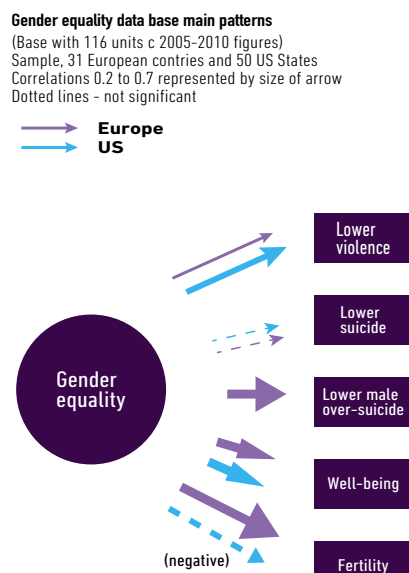 Gender equality data base main patterns
(Base with 116 units c 2005-2010 figures)
Sample, 31 European contries and 50 US States
Correlations 0.2 to 0.7 represented by size of arrow
Dotted lines - not significant
Europe
US
Lower
violence
Lower
suicide
Gender
equality
Lower male
over-suicide
Well-being
(negative)
Fertility